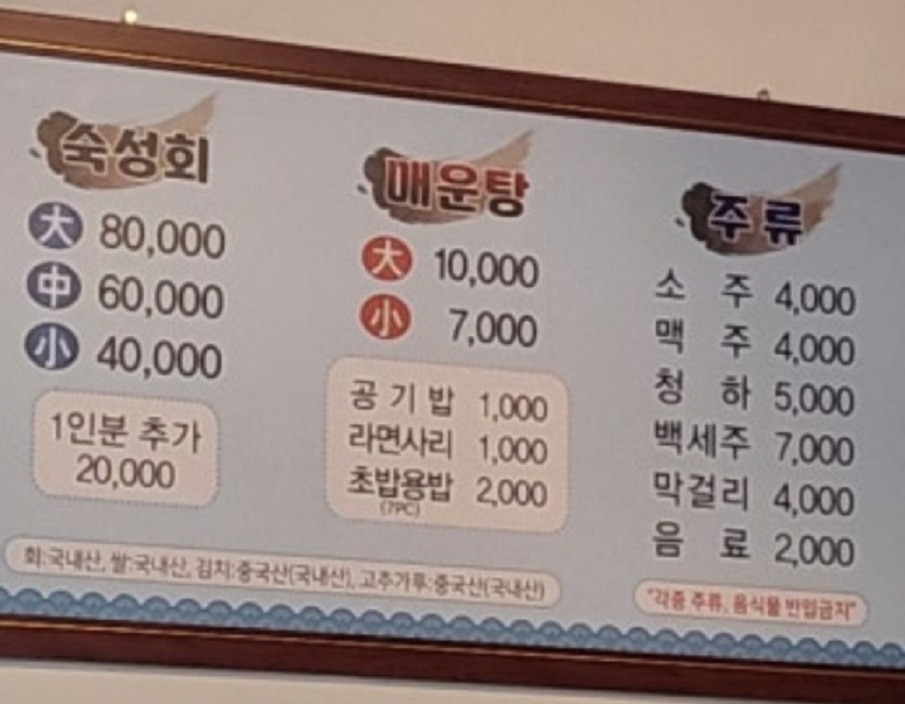 숙성회
大 80,000
中 60,000
小 40,000
1인분 추가
20,000
매운탕
大 10,000
小 7,000
공기밥 1,000
라면사리 1,000
초밥용밥 2,000
(7PC)
주류
소주 4,000
맥주 4,000
청하 5,000
백세주 7,000
막걸리 4,000
음료 2,000
회:국내산, 쌀:국내산, 김치:중국산(국내산), 고추가루:중국산(국내산)
"각종 주류, 음식물 반입금지"